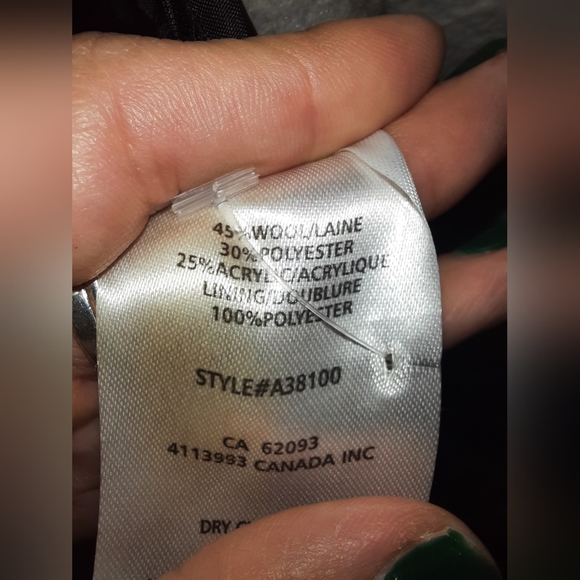 45%WOOL/LAINE
30%POLYESTER
25%ACRYLIC/ACRYLIQUE
LINING/DOUBLURE
100%POLYESTER
STYLE#A38100
CA 62093
4113993 CANADA INC
DRY